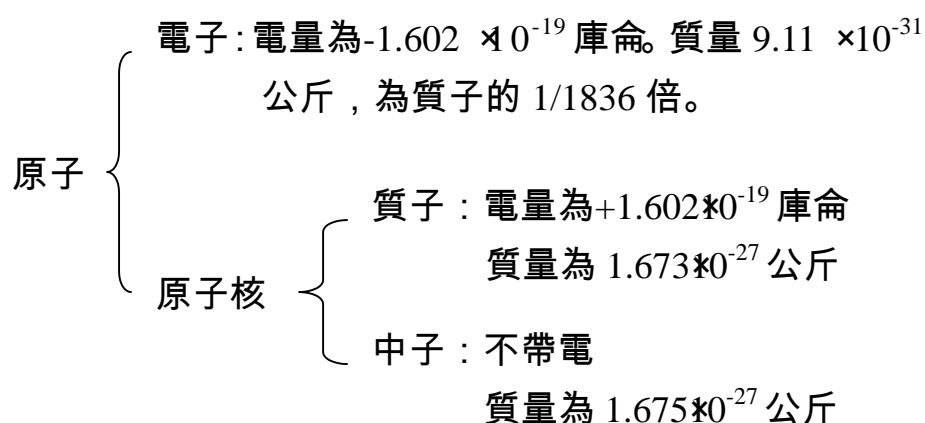 電子:電量為-1.602 ×10⁻¹⁹ 庫侖。質量 9.11 ×10⁻³¹
公斤,為質子的 1/1836 倍。
原子
質子:電量為+1.602×10⁻¹⁹ 庫侖
質量為 1.673×10⁻²⁷ 公斤
原子核
中子:不帶電
質量為 1.675×10⁻²⁷ 公斤